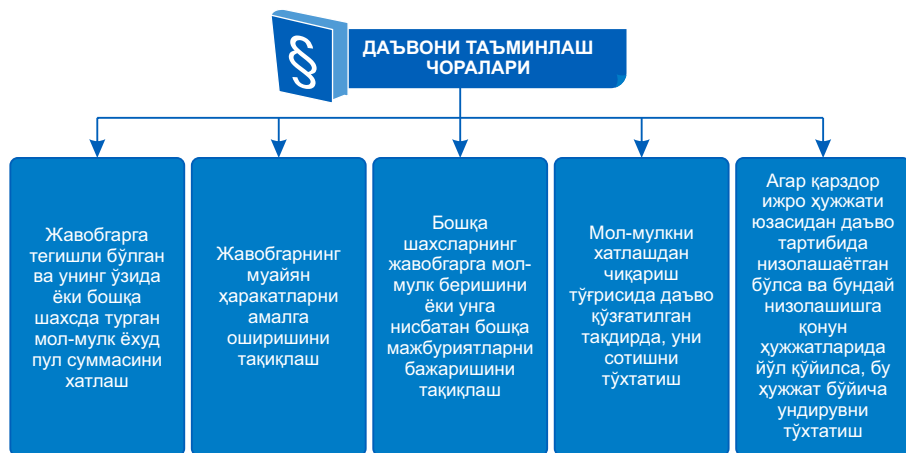 §
ДАЪВОНИ ТАЪМИНЛАШ
ЧОРАЛАРИ
Жавобгарга
тегишли бўлган
ва унинг ўзида
ёки бошқа
шахсда турган
мол-мулк ёхуд
пул суммасини
хатлаш
Жавобгарнинг
муайян
ҳаракатларни
амалга
оширишини
тақиқлаш
Бошқа
шахсларнинг
жавобгарга мол-
мулк беришини
ёки унга
нисбатан бошқа
мажбуриятларни
бажаришини
тақиқлаш
Мол-мулкни
хатлашдан
чиқариш
тўғрисида даъво
қўзғатилган
тақдирда, уни
сотишни
тўхтатиш
Агар қарздор
ижро ҳужжати
юзасидан даъво
тартибида
низолашаётган
бўлса ва бундай
низолашишга
қонун
ҳужжатларида
йўл қўйилса, бу
ҳужжат бўйича
ундирувни
тўхтатиш